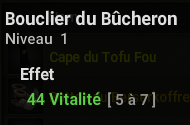 Bouclier du Bûcheron
Niveau 1
Cape du Tofu Fou
Effet
44 Vitalité [ 5 à 7 ]